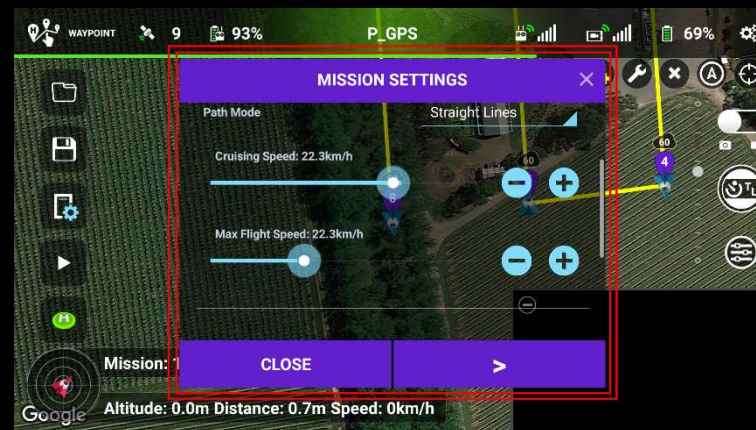 WAYPOINT 9 93% P_GPS 69%
MISSION SETTINGS
Path Mode Straight Lines
Cruising Speed: 22.3km/h
Max Flight Speed: 22.3km/h
60
4
60
8
A
H
CLOSE >
Mission:
Google
Altitude: 0.0m Distance: 0.7m Speed: 0km/h